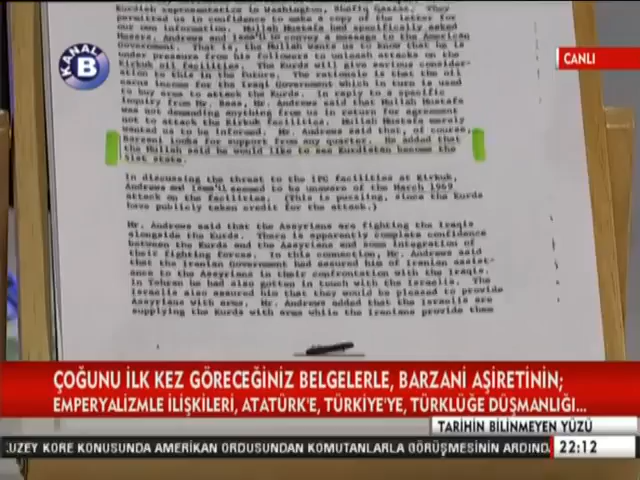 Kurdish representative in Washington, Shafiq Qazzaz. They
permitted us in confidence to make a copy of the letter for
our own information. Mullah Mustafa had specifically asked
Messrs. Andrews and Isma'il to convey a message to the American
Government. That is, the Mullah wants us to know that he is
under pressure from his followers to unleash attacks on the
Kirkuk oil facilities. The Kurds will give serious consider-
ation to this in the future. The rationale is that the oil
earns income for the Iraqi Government which in turn is used
to buy arms to attack the Kurds. In reply to a specific
inquiry from Mr. Seas, Mr. Andrews said that Mullah Mustafa
was not demanding anything from us in return for agreement
not to attack the Kirkuk facilities. Mullah Mustafa merely
wanted us to be informed. Mr. Andrews said that, of course,
Barzani looks for support from any quarter. He added that
the Mullah said he would like to see Kurdistan become the
51st state.
In discussing the threat to the IPC facilities at Kirkuk,
Andrews and Isma'il seemed to be unaware of the March 1969
attack on the facilities. (This is puzzling, since the Kurds
have publicly taken credit for the attack.)
Mr. Andrews said that the Assyrians are fighting the Iraqis
alongside the Kurds. There is apparently complete confidence
between the Kurds and the Assyrians and some integration of
their fighting forces. In this connection, Mr. Andrews said
that the Iranian Government had assured him of Iranian assist-
ance to the Assyrians in their confrontation with the Iraqis.
In Tehran he had also gotten in touch with the Israelis. The
Israelis also assured him that they would be pleased to provide
Assyrians with arms. Mr. Andrews added that the Israelis are
supplying the Kurds with arms while the Iranians provide them
KANAL B
CANLI
ÇOĞUNU İLK KEZ GÖRECEĞİNİZ BELGELERLE, BARZANİ AŞİRETİNİN;
EMPERYALİZMLE İLİŞKİLERİ, ATATÜRK'E, TÜRKİYE'YE, TÜRKLÜĞE DÜŞMANLIĞI...
TARİHİN BİLİNMEYEN YÜZÜ
UZEY KORE KONUSUNDA AMERİKAN ORDUSUNDAN KOMUTANLARLA GÖRÜŞMESİNİN ARDIND
22:12